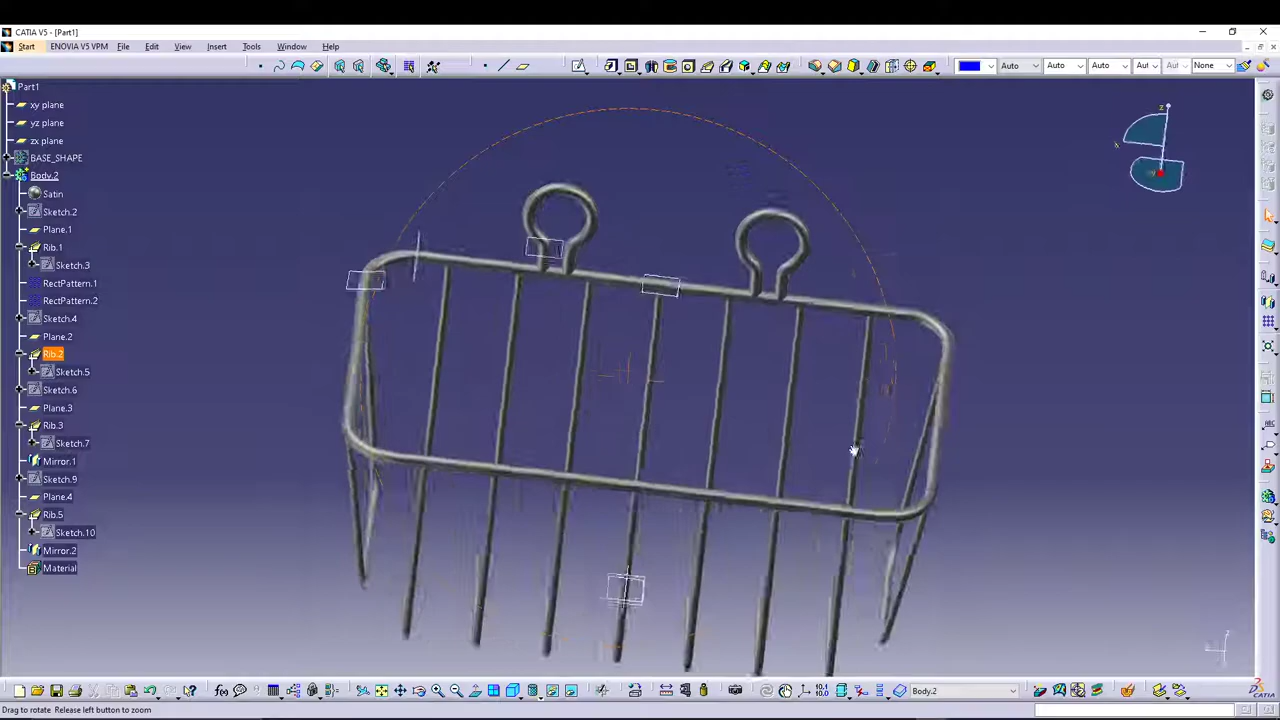 CATIA V5 - [Part1]
Start ENOVIA V5 VPM File Edit View Insert Tools Window Help
Auto Auto Auto Aut Aut None
Part1
xy plane
yz plane
zx plane
BASE_SHAPE
Body.2
Satin
Sketch.2
Plane.1
Rib.1
Sketch.3
RectPattern.1
RectPattern.2
Sketch.4
Plane.2
Rib.2
Sketch.5
Sketch.6
Plane.3
Rib.3
Sketch.7
Mirror.1
Sketch.9
Plane.4
Rib.5
Sketch.10
Mirror.2
Material
z
f(x) 10,0 Body.2
Drag to rotate. Release left button to zoom